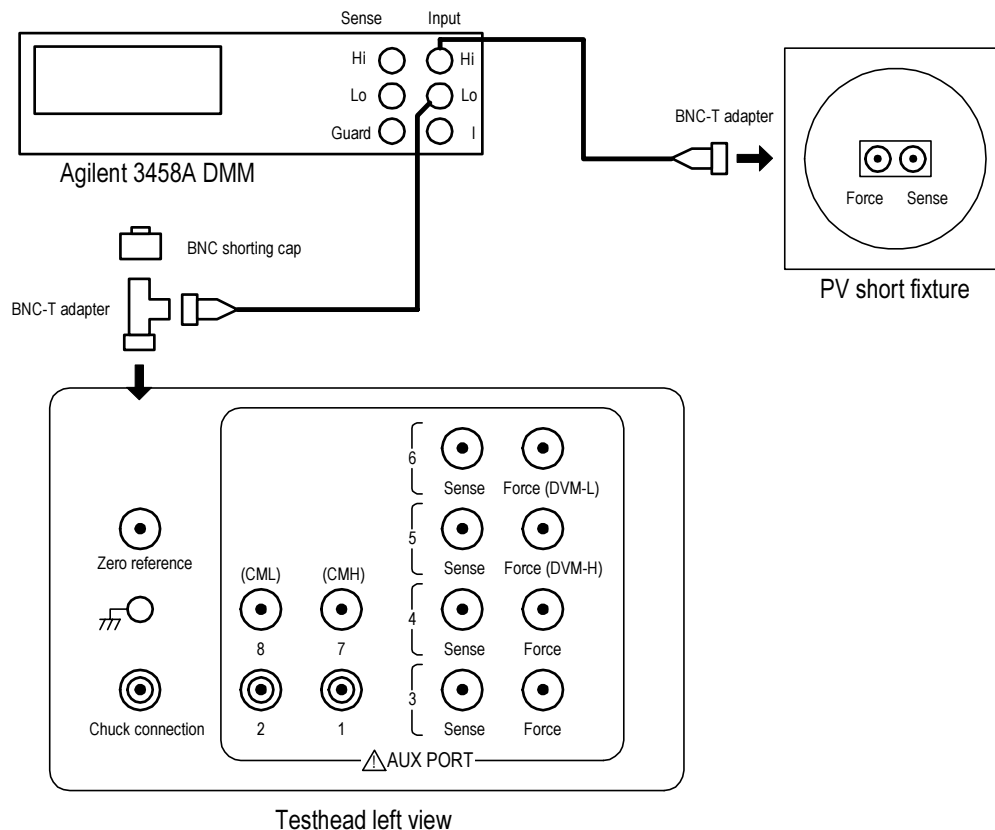 Sense Input
Hi Hi
Lo Lo
Guard I
Agilent 3458A DMM
BNC-T adapter
Force Sense
PV short fixture
BNC shorting cap
BNC-T adapter
6
Sense Force (DVM-L)
Zero reference
5
Sense Force (DVM-H)
(CML) (CMH)
8 7
4
Sense Force
Chuck connection
2 1
3
Sense Force
AUX PORT
Testhead left view